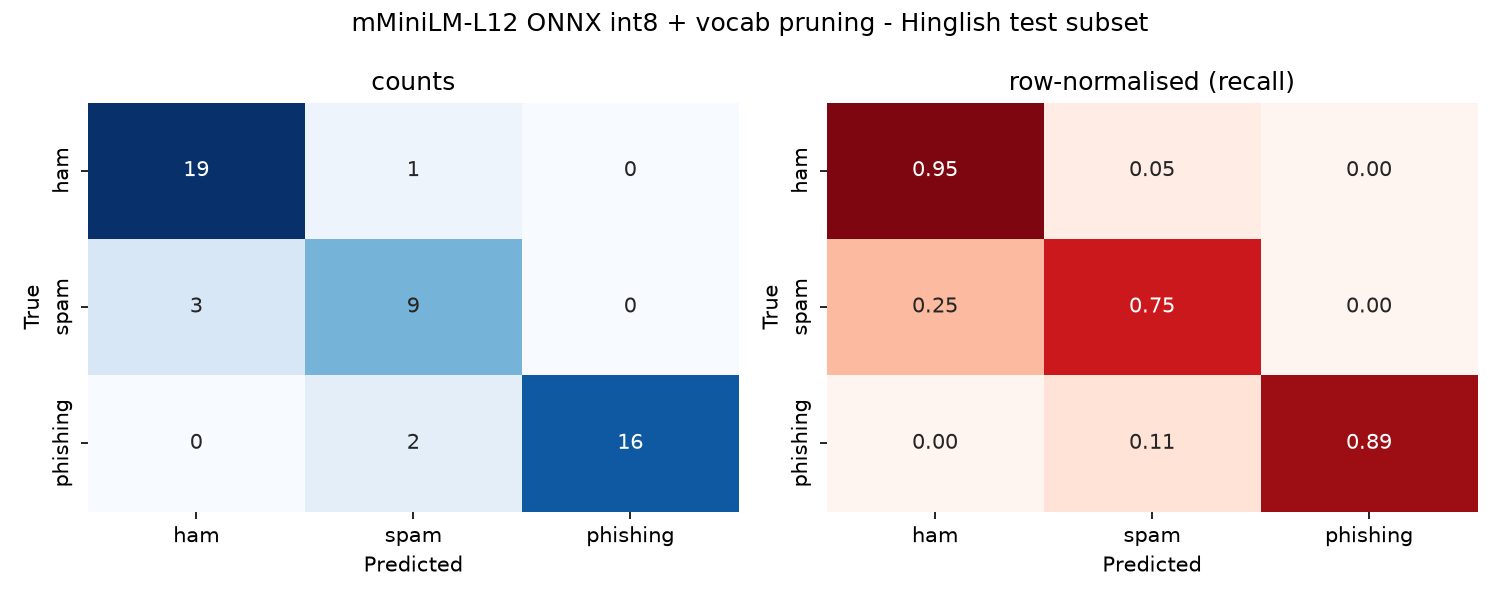 mMiniLM-L12 ONNX int8 + vocab pruning - Hinglish test subset
counts
ham 19 1 0
spam 3 9 0
phishing 0 2 16
True
ham spam phishing
Predicted
row-normalised (recall)
ham 0.95 0.05 0.00
spam 0.25 0.75 0.00
phishing 0.00 0.11 0.89
True
ham spam phishing
Predicted